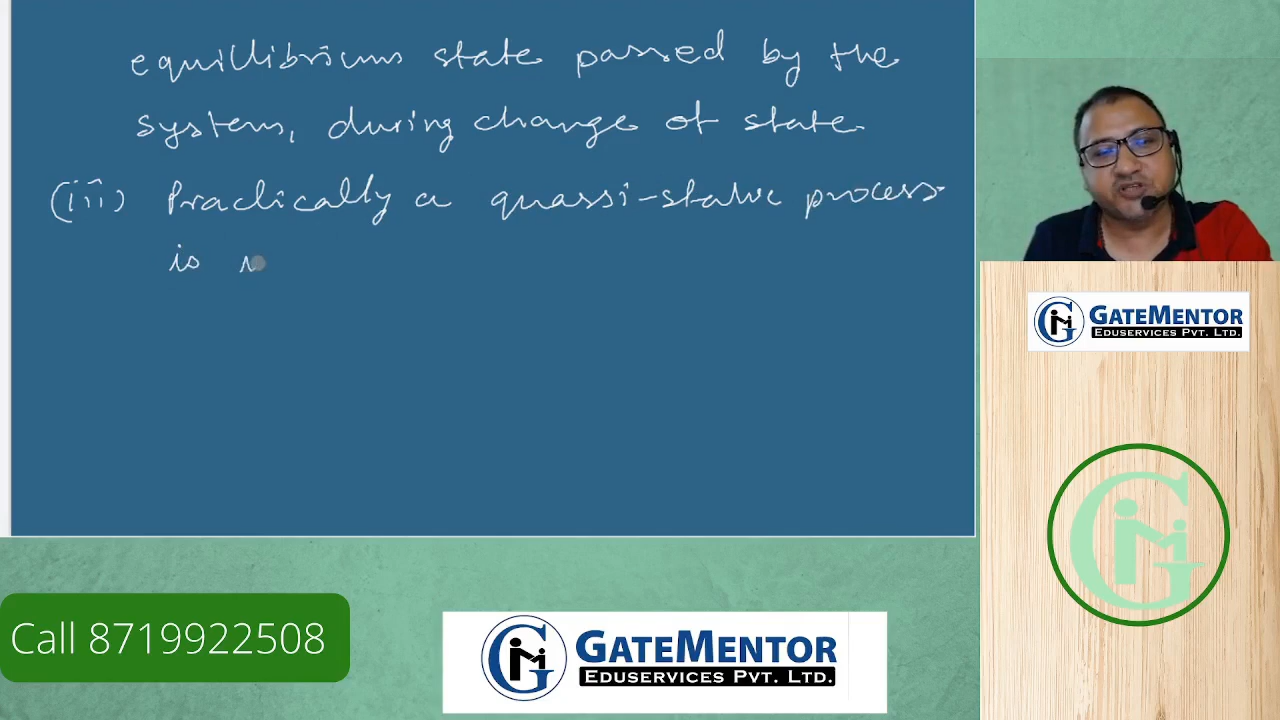 equillibrium state passed by the
system, during change of state.
(iii) Practically a quassi-static process
is
GATEMENTOR
EDUSERVICES PVT. LTD.
Call 8719922508
GATEMENTOR
EDUSERVICES PVT. LTD.